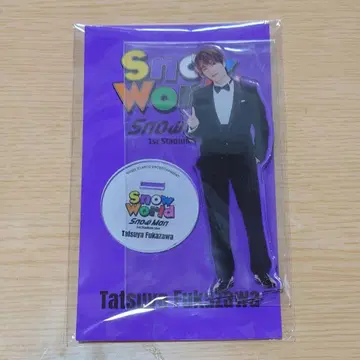 Snow
World
Snow Man
1st Stadium
Snow
World
Snow Man
Tatsuya Fukazawa
Tatsuya Fukazawa